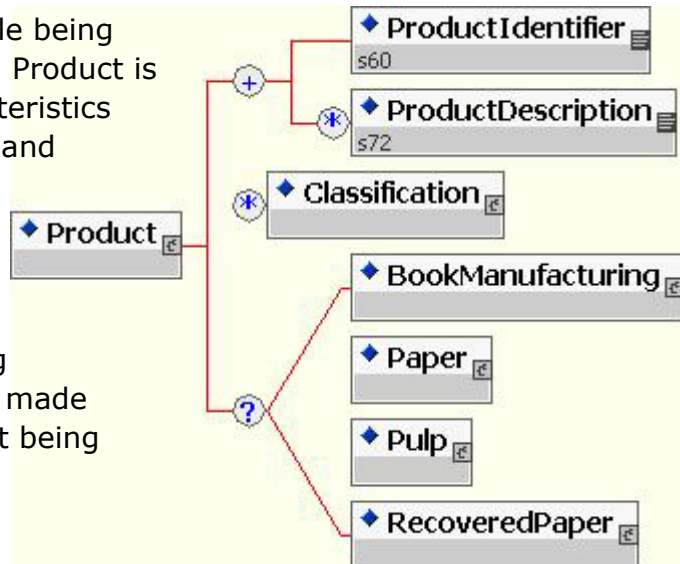 le being
Product is
teristics
and
g
made
t being
Product
+
ProductIdentifier
s60
*
ProductDescription
s72
*
Classification
?
BookManufacturing
Paper
Pulp
RecoveredPaper